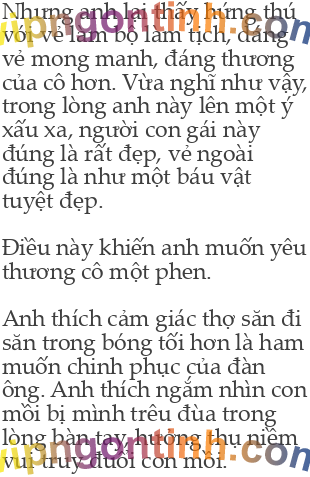 Nhưng anh lại thấy hứng thú
với vẻ lầm bộ lầm tịch, dáng
vẻ mong manh, đáng thương
của cô hơn. Vừa nghĩ như vậy,
trong lòng anh này lên một ý
xấu xa, người con gái này
đúng là rất đẹp, vẻ ngoài
đúng là như một báu vật
tuyệt đẹp.
Điều này khiến anh muốn yêu
thương cô một phen.
Anh thích cảm giác thợ săn đi
săn trong bóng tối hơn là ham
muốn chinh phục của đàn
ông. Anh thích ngắm nhìn con
mồi bị mình trêu đùa trong
lòng bàn tay, hưởng thụ niềm
vui truy đuổi con mồi.
vipngontinh.com
vipngontinh.com